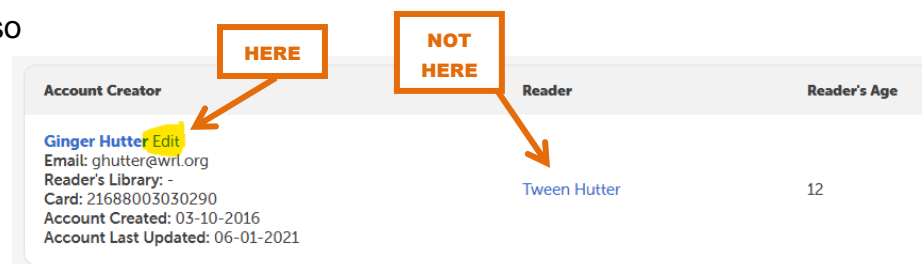 so
HERE
NOT
HERE
Account Creator Reader Reader's Age
Ginger Hutter Edit
Email: ghutter@wrl.org
Reader's Library: -
Card: 21688003030290
Account Created: 03-10-2016
Account Last Updated: 06-01-2021
Tween Hutter 12